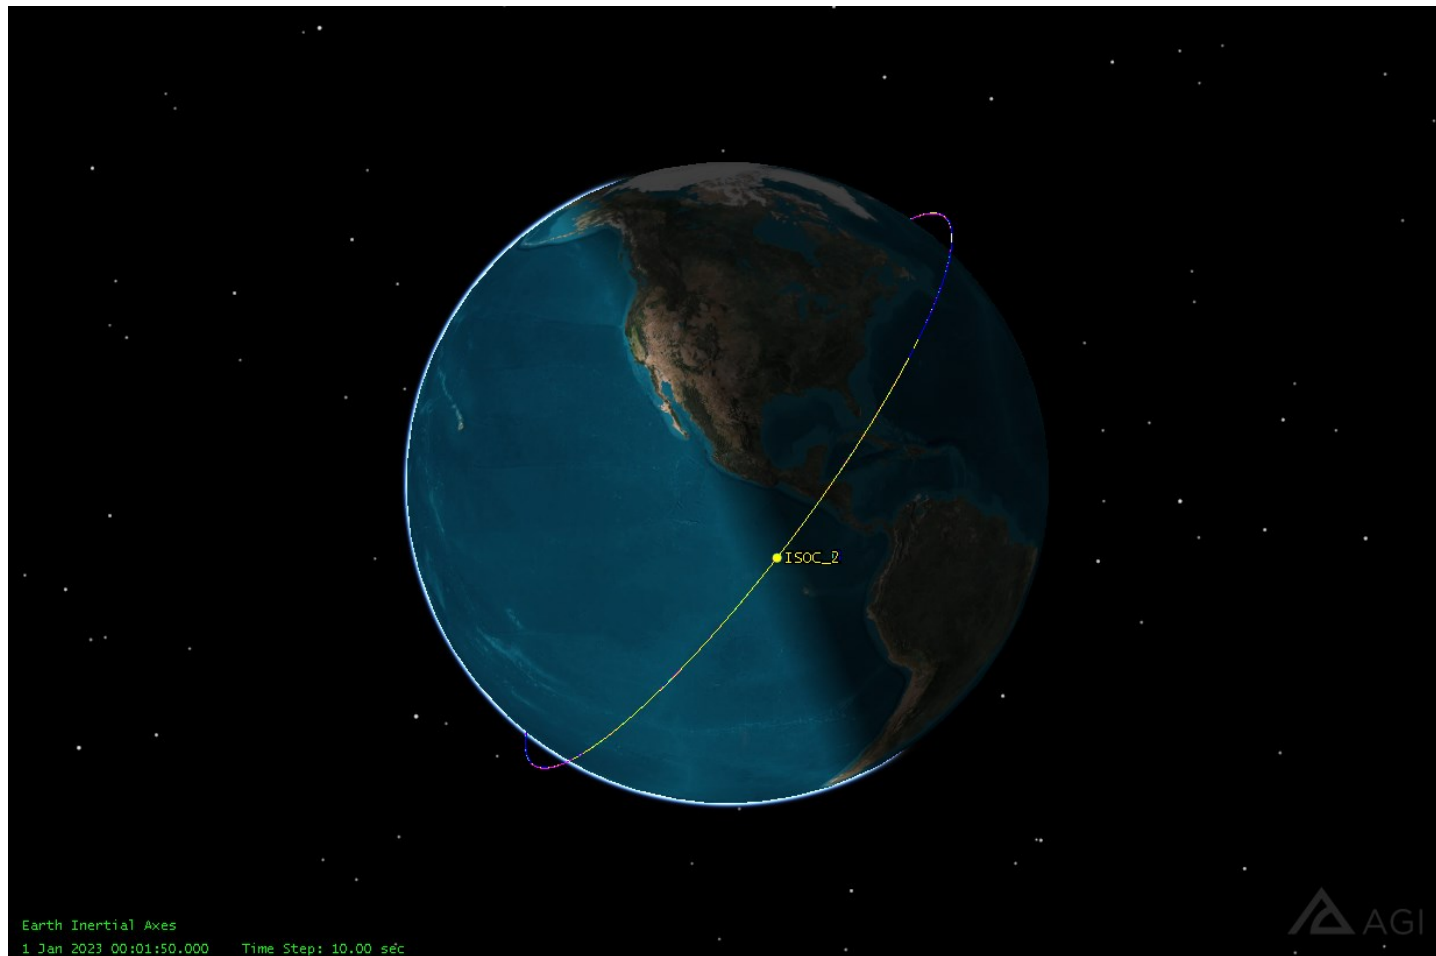 ISOC_2
Earth Inertial Axes
1 Jan 2023 00:01:50.000 Time Step: 10.00 sec
AGI